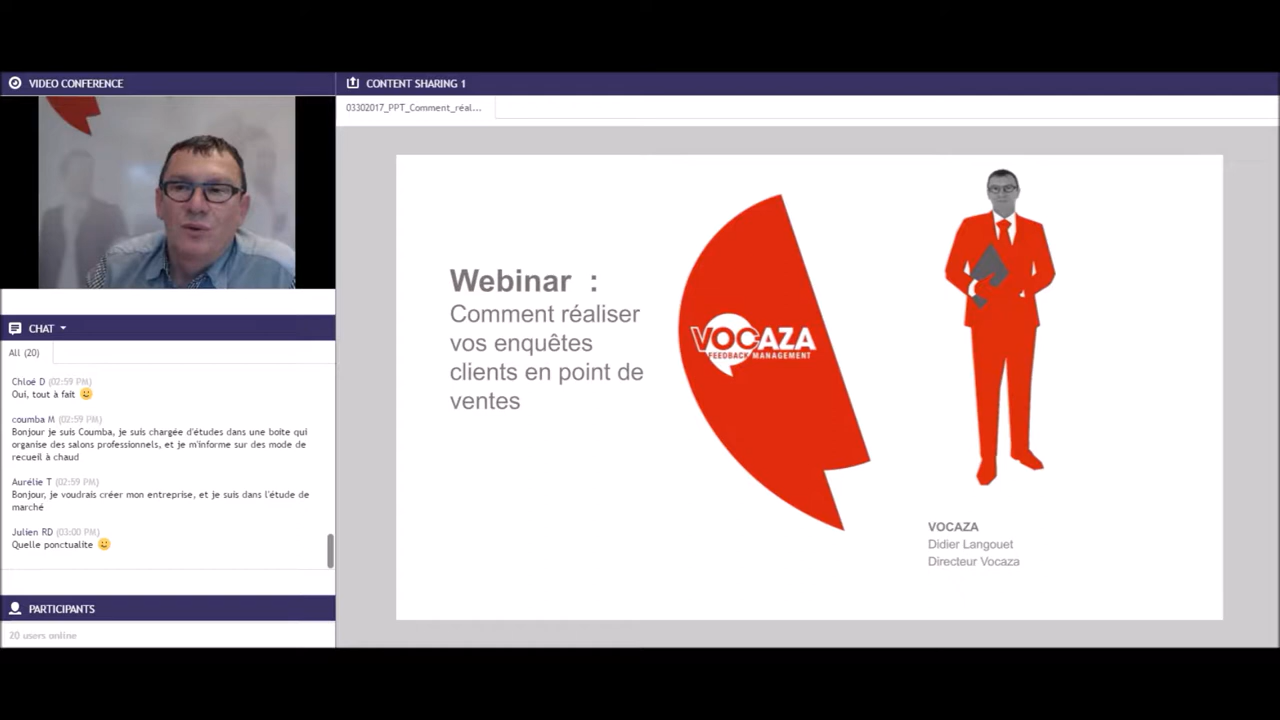 VIDEO CONFERENCE
CHAT
All (20)
Chloé D (02:59 PM)
Oui, tout à fait
coumba M (02:59 PM)
Bonjour je suis Coumba, je suis chargée d'études dans une boite qui
organise des salons professionnels, et je m'informe sur des mode de
recueil à chaud
Aurélie T (02:59 PM)
Bonjour, je voudrais créer mon entreprise, et je suis dans l'étude de
marché
Julien RD (03:00 PM)
Quelle ponctualite
PARTICIPANTS
20 users online
CONTENT SHARING 1
03302017_PPT_Comment_réal...
Webinar :
Comment réaliser
vos enquêtes
clients en point de
ventes
VOCAZA
FEEDBACK MANAGEMENT
VOCAZA
Didier Langouet
Directeur Vocaza